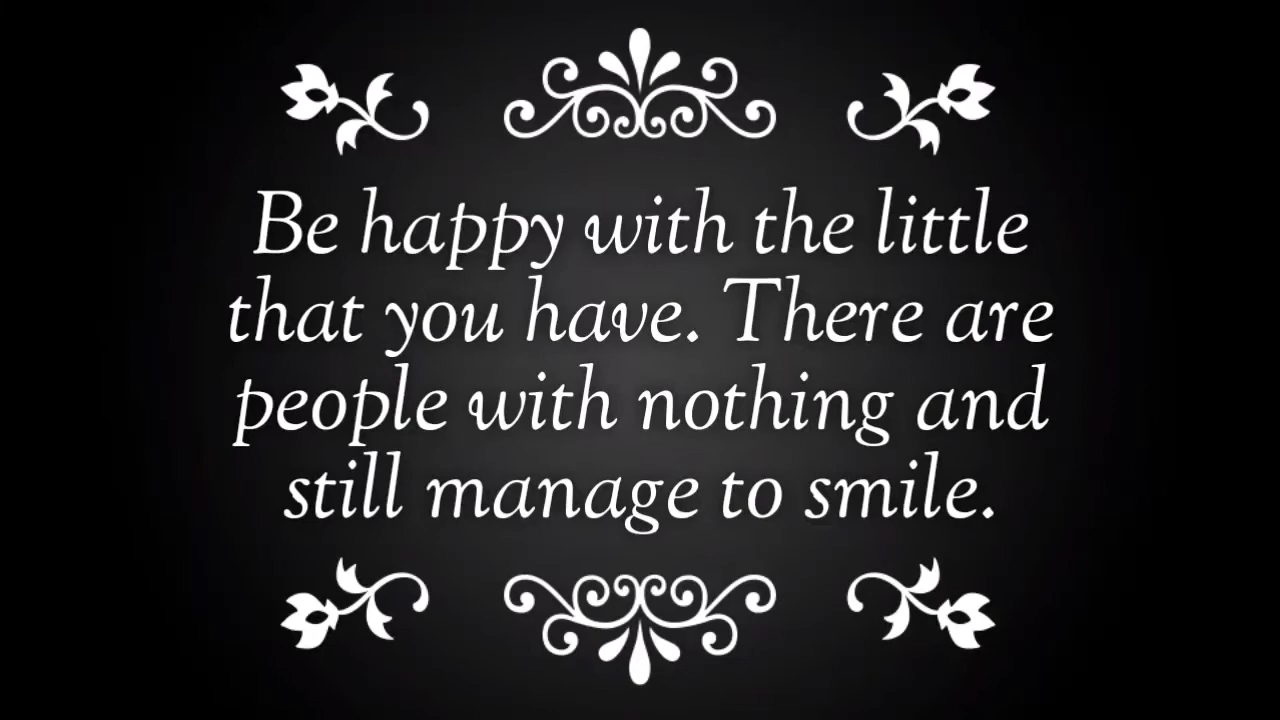 Be happy with the little
that you have. There are
people with nothing and
still manage to smile.